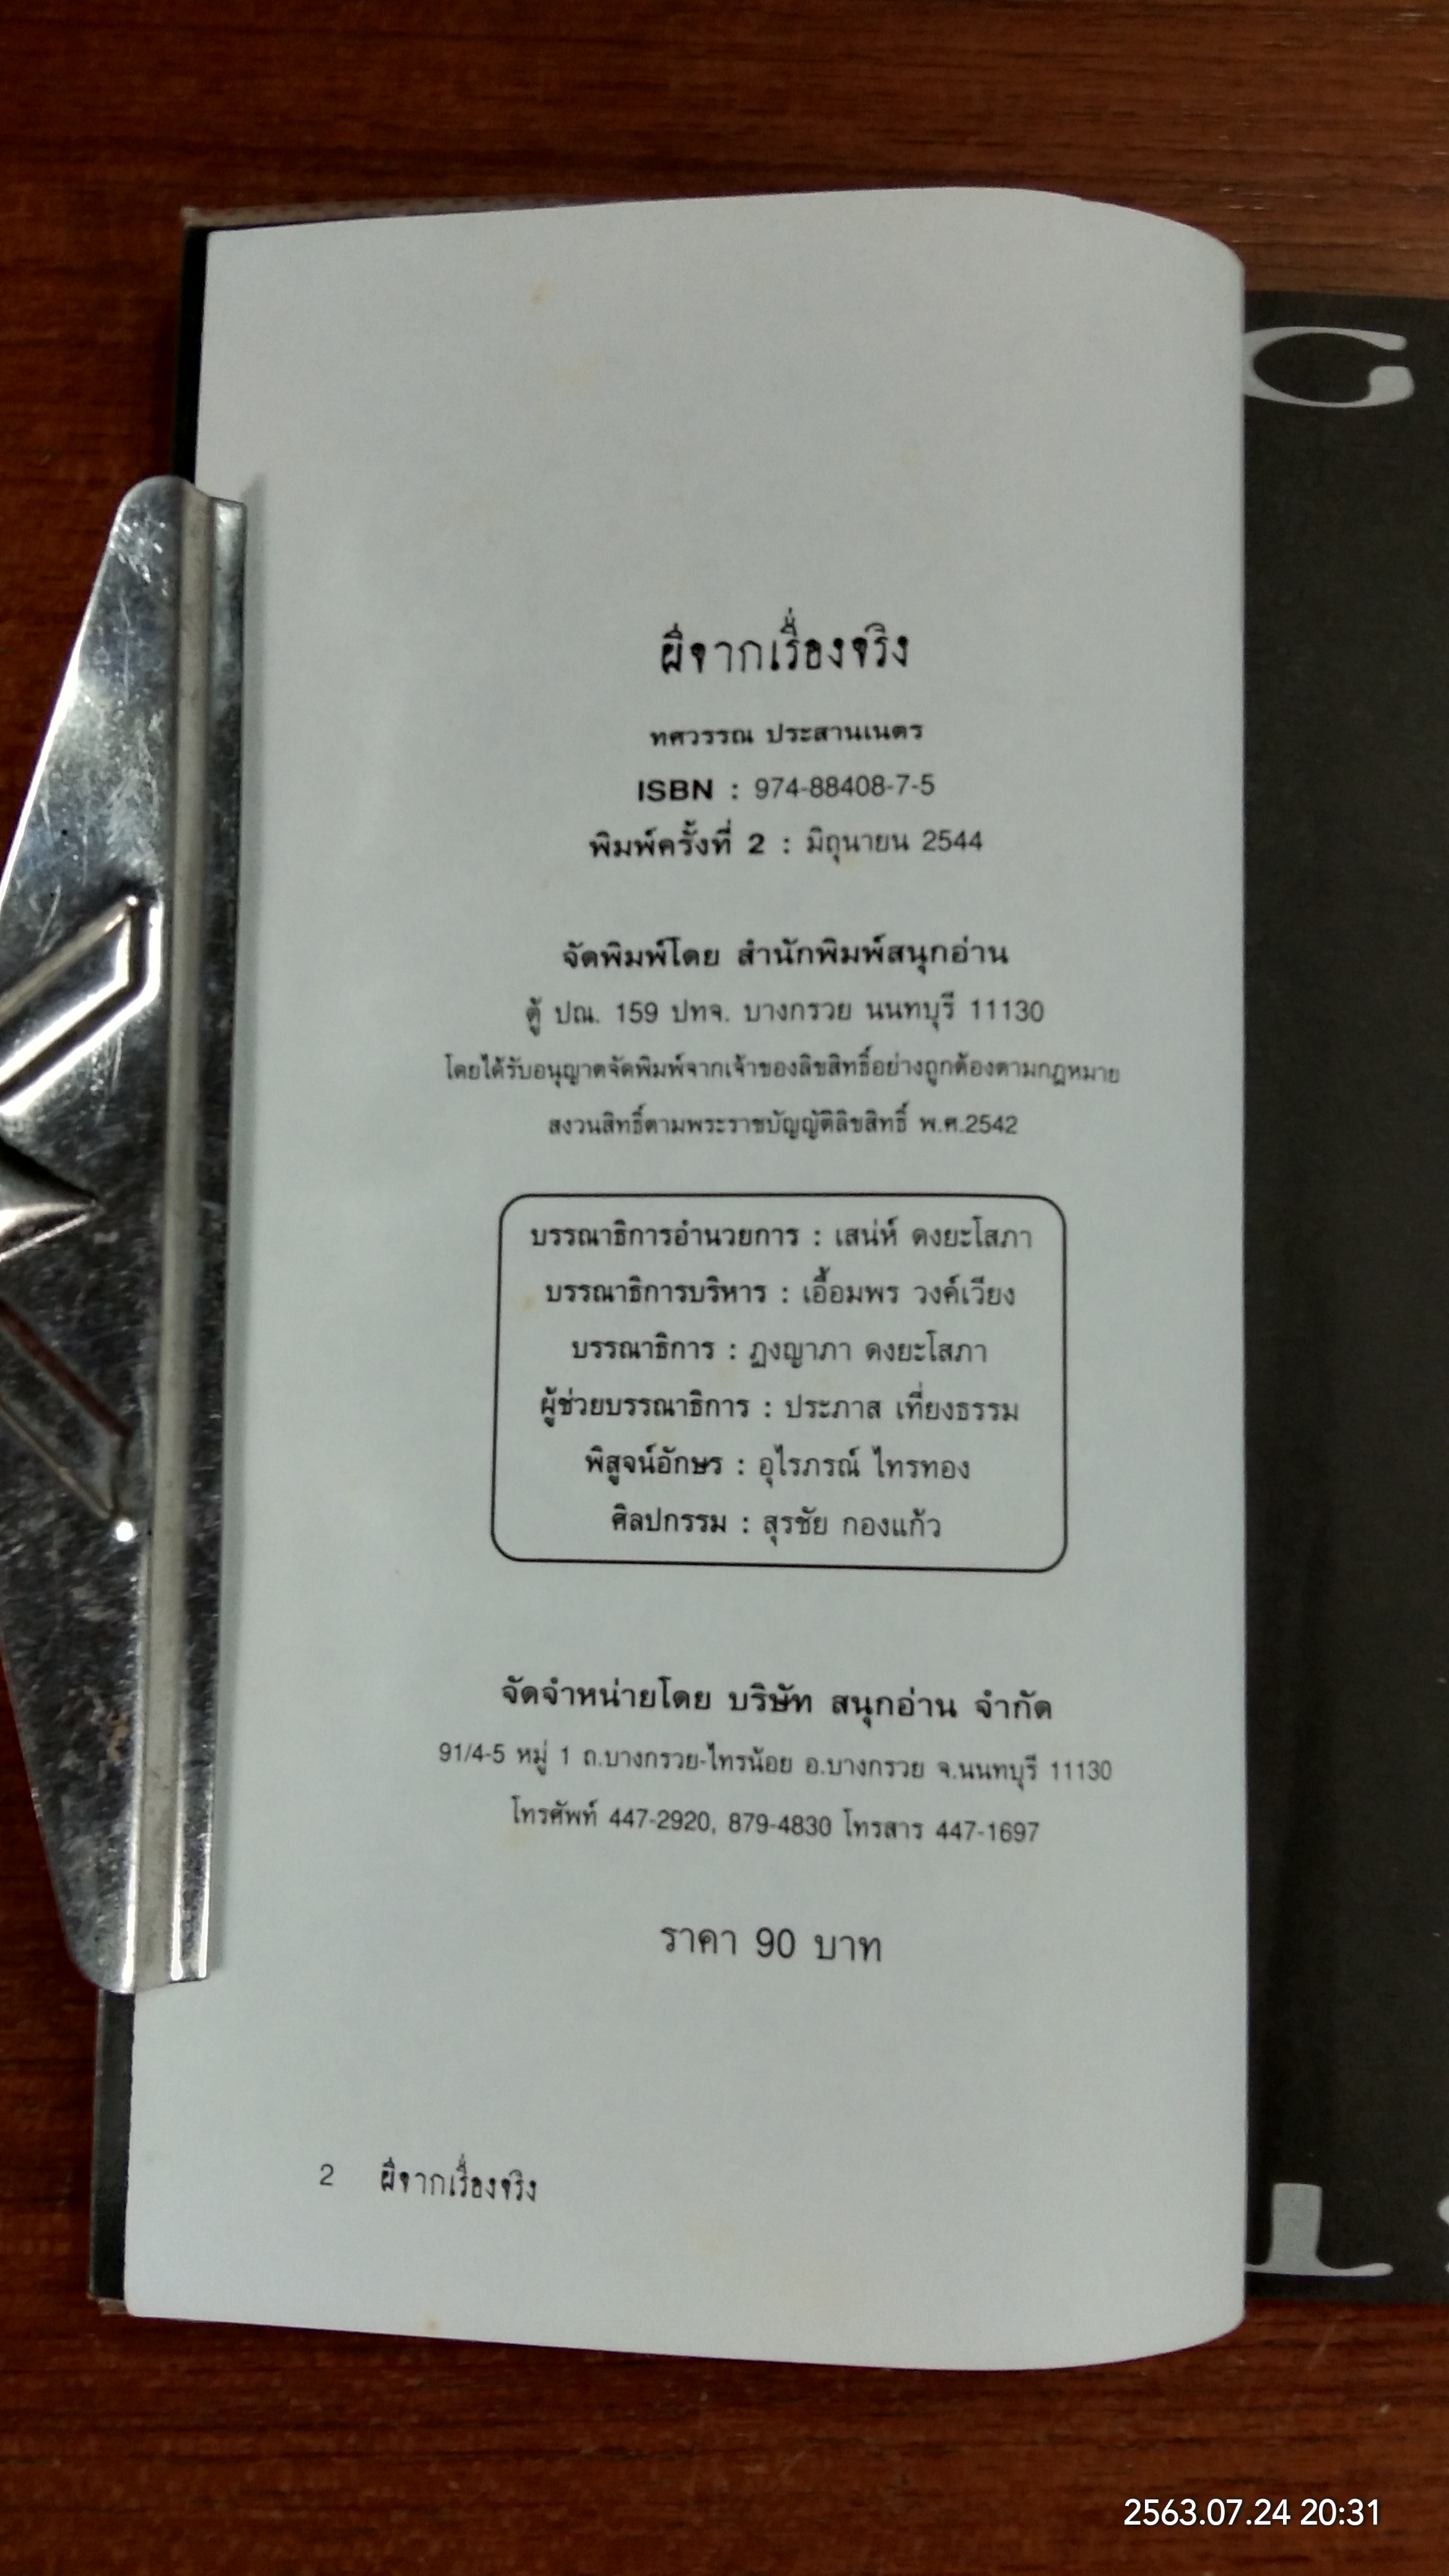 ผีจากเรื่องจริง
ทศวรรณ ประสานเนตร
ISBN : 974-88408-7-5
พิมพ์ครั้งที่ 2 : มิถุนายน 2544
จัดพิมพ์โดย สำนักพิมพ์สนุกอ่าน
ตู้ ปณ. 159 ปทจ. บางกรวย นนทบุรี 11130
โดยได้รับอนุญาตจัดพิมพ์จากเจ้าของลิขสิทธิ์อย่างถูกต้องตามกฎหมาย
สงวนสิทธิ์ตามพระราชบัญญัติลิขสิทธิ์ พ.ศ.2542
บรรณาธิการอำนวยการ : เสน่ห์ ดงยะโสภา
บรรณาธิการบริหาร : เอื้อมพร วงค์เวียง
บรรณาธิการ : ฏงญาภา ดงยะโสภา
ผู้ช่วยบรรณาธิการ : ประภาส เที่ยงธรรม
พิสูจน์อักษร : อุไรภรณ์ ไทรทอง
ศิลปกรรม : สุรชัย กองแก้ว
จัดจำหน่ายโดย บริษัท สนุกอ่าน จำกัด
91/4-5 หมู่ 1 ถ.บางกรวย-ไทรน้อย อ.บางกรวย จ.นนทบุรี 11130
โทรศัพท์ 447-2920, 879-4830 โทรสาร 447-1697
ราคา 90 บาท
2 ผีจากเรื่องจริง
2563.07.24 20:31